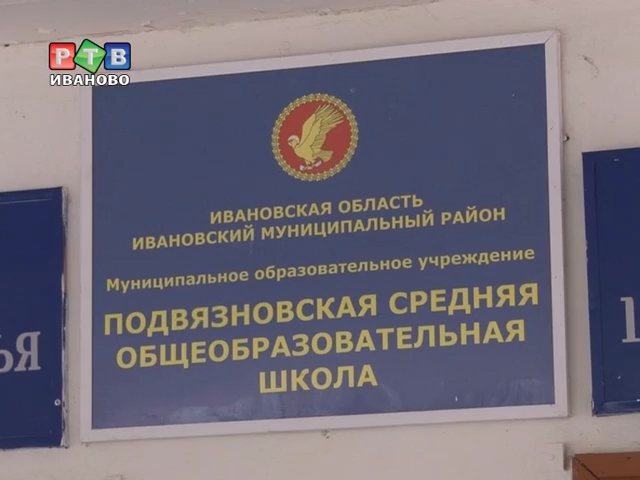 РТВ
ИВАНОВО
ИВАНОВСКАЯ ОБЛАСТЬ
ИВАНОВСКИЙ МУНИЦИПАЛЬНЫЙ РАЙОН
Муниципальное образовательное учреждение
ПОДВЯЗНОВСКАЯ СРЕДНЯЯ
ОБЩЕОБРАЗОВАТЕЛЬНАЯ
ШКОЛА